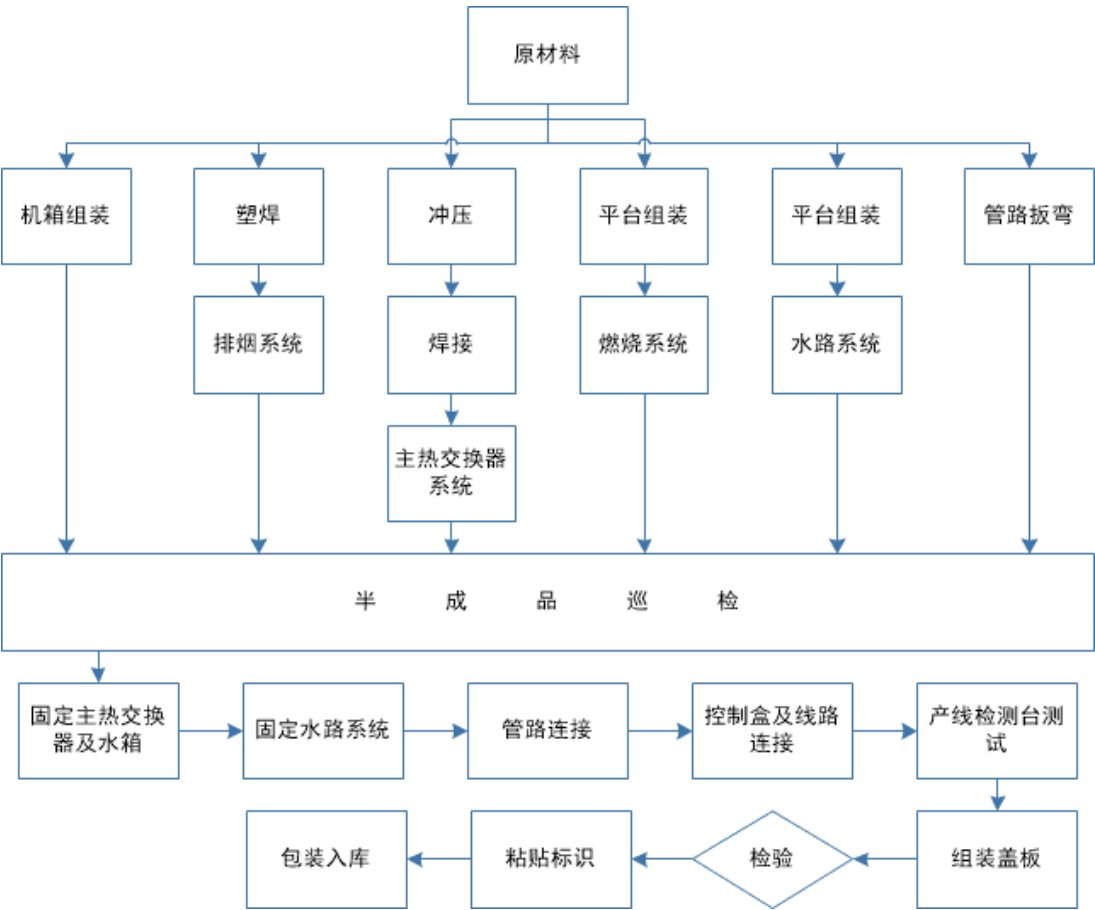 原材料
机箱组装
塑焊
冲压
平台组装
平台组装
管路扳弯
排烟系统
焊接
燃烧系统
水路系统
主热交换器
系统
半 成 品 巡 检
固定主热交换
器及水箱
固定水路系统
管路连接
控制盒及线路
连接
产线检测台测
试
包装入库
粘贴标识
检验
组装盖板